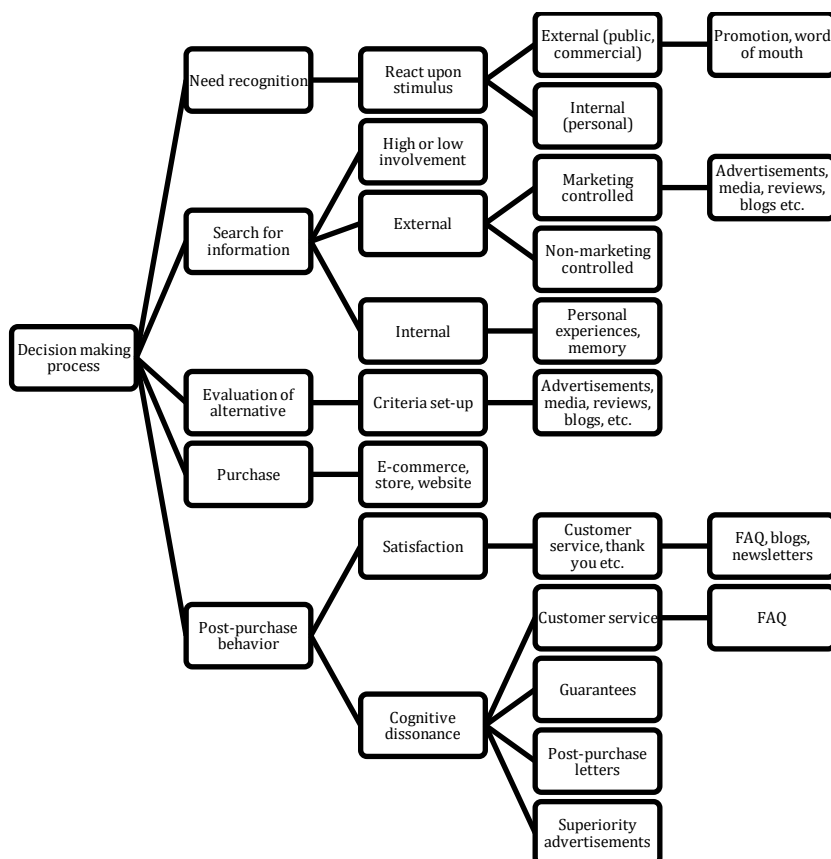 External (public,
commercial)
Promotion, word
of mouth
Need recognition
React upon
stimulus
Internal
(personal)
High or low
involvement
Marketing
controlled
Advertisements,
media, reviews,
blogs etc.
Search for
information
External
Non-marketing
controlled
Internal
Personal
experiences,
memory
Decision making
process
Evaluation of
alternative
Criteria set-up
Advertisements,
media, reviews,
blogs, etc.
Purchase
E-commerce,
store, website
Satisfaction
Customer
service, thank
you etc.
FAQ, blogs,
newsletters
Post-purchase
behavior
Customer service
FAQ
Guarantees
Cognitive
dissonance
Post-purchase
letters
Superiority
advertisements